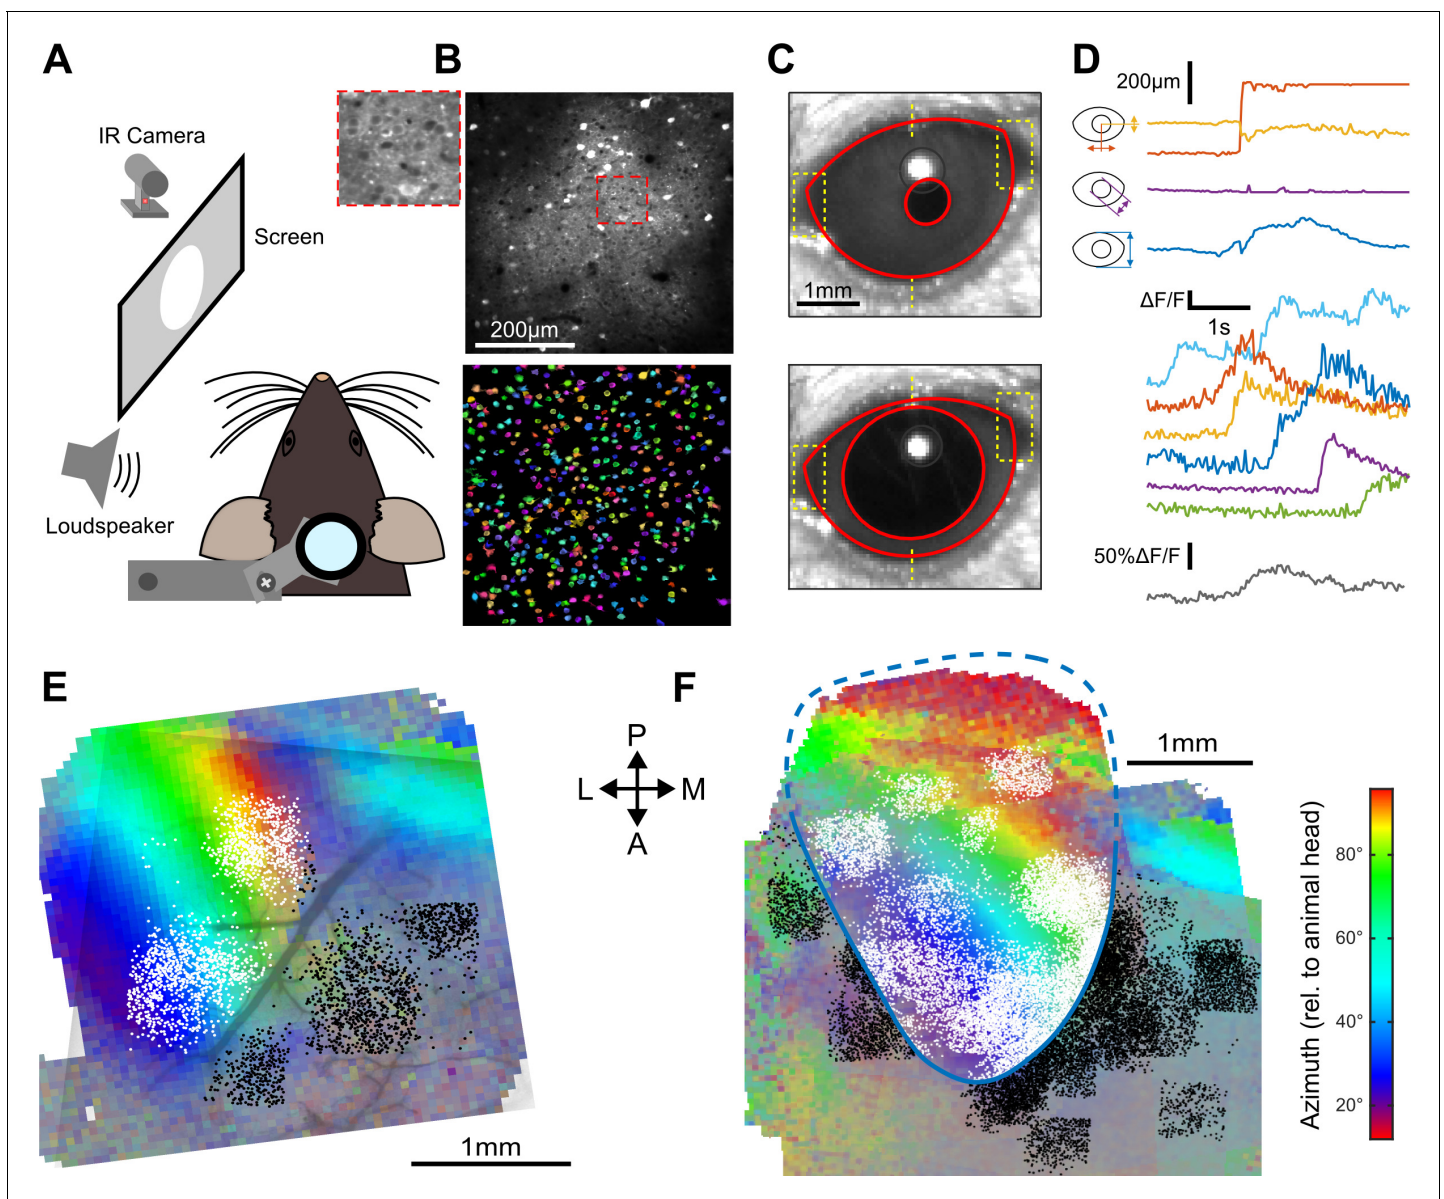 A
B
C
D
IR Camera
Screen
Loudspeaker
200µm
1mm
200µm
ΔF/F
1s
50%ΔF/F
E
F
P
L
M
A
1mm
1mm
Azimuth (rel. to animal head)
80°
60°
40°
20°